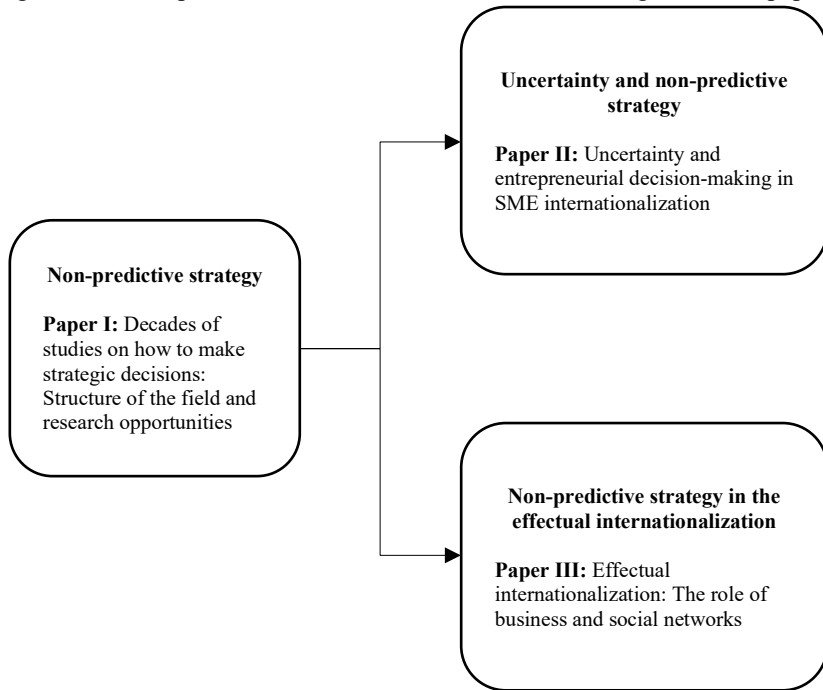 Uncertainty and non-predictive
strategy
Paper II: Uncertainty and
entrepreneurial decision-making in
SME internationalization
Non-predictive strategy
Paper I: Decades of
studies on how to make
strategic decisions:
Structure of the field and
research opportunities
Non-predictive strategy in the
effectual internationalization
Paper III: Effectual
internationalization: The role of
business and social networks